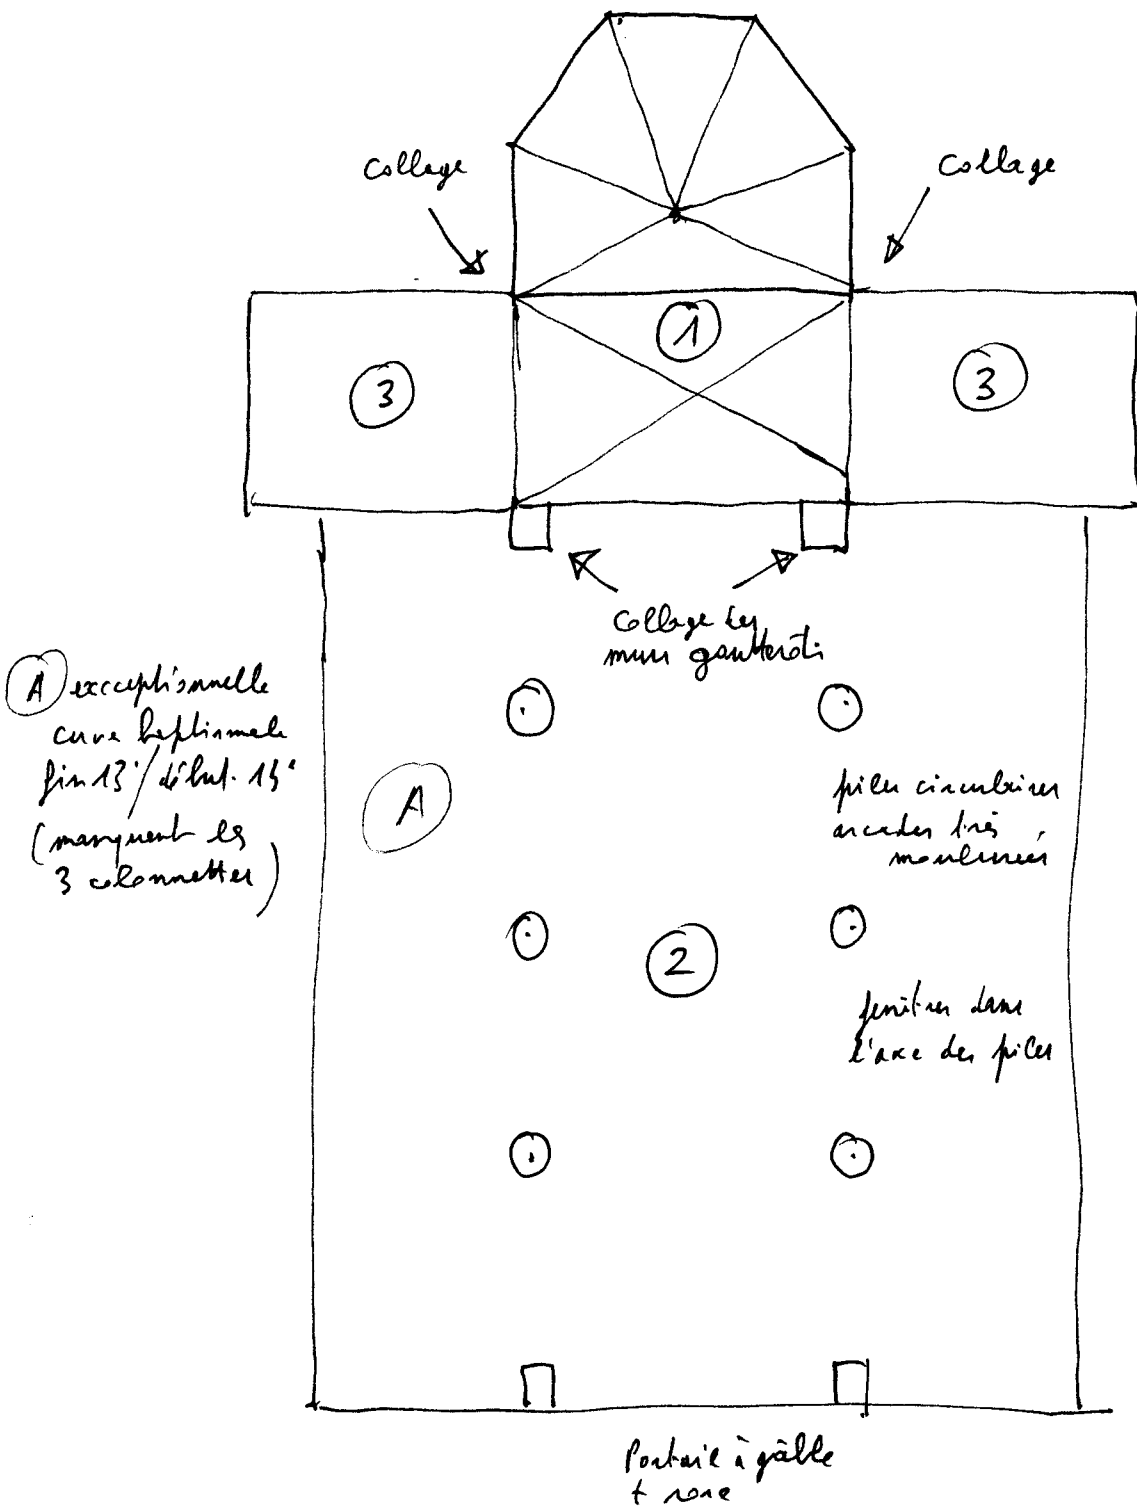 Collage
Collage
1
3
3
Collage des
murs gouttereaux
A exceptionnelle
cuve baptismale
fin 13e / début 14e
(manquent les
3 colonnettes)
A
piles circulaires
arcades très
moulurées
2
fenêtres dans
l'axe des piles
Portail à gâble
+ rose